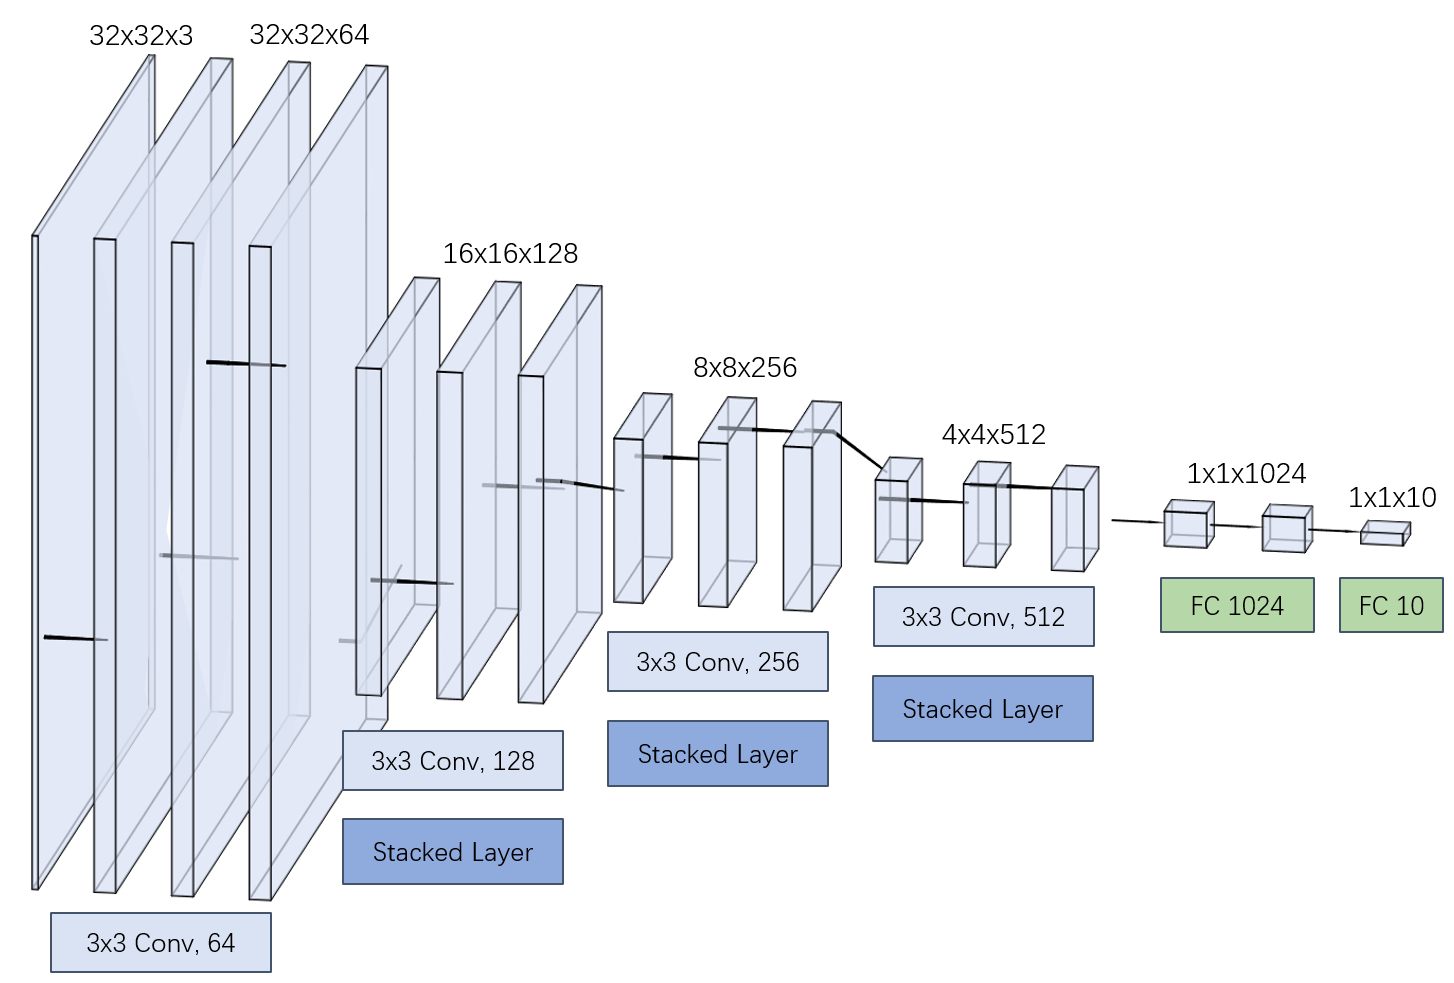 32x32x3
32x32x64
16x16x128
8x8x256
4x4x512
1x1x1024
1x1x10
3x3 Conv, 64
3x3 Conv, 128
Stacked Layer
3x3 Conv, 256
Stacked Layer
3x3 Conv, 512
Stacked Layer
FC 1024
FC 10